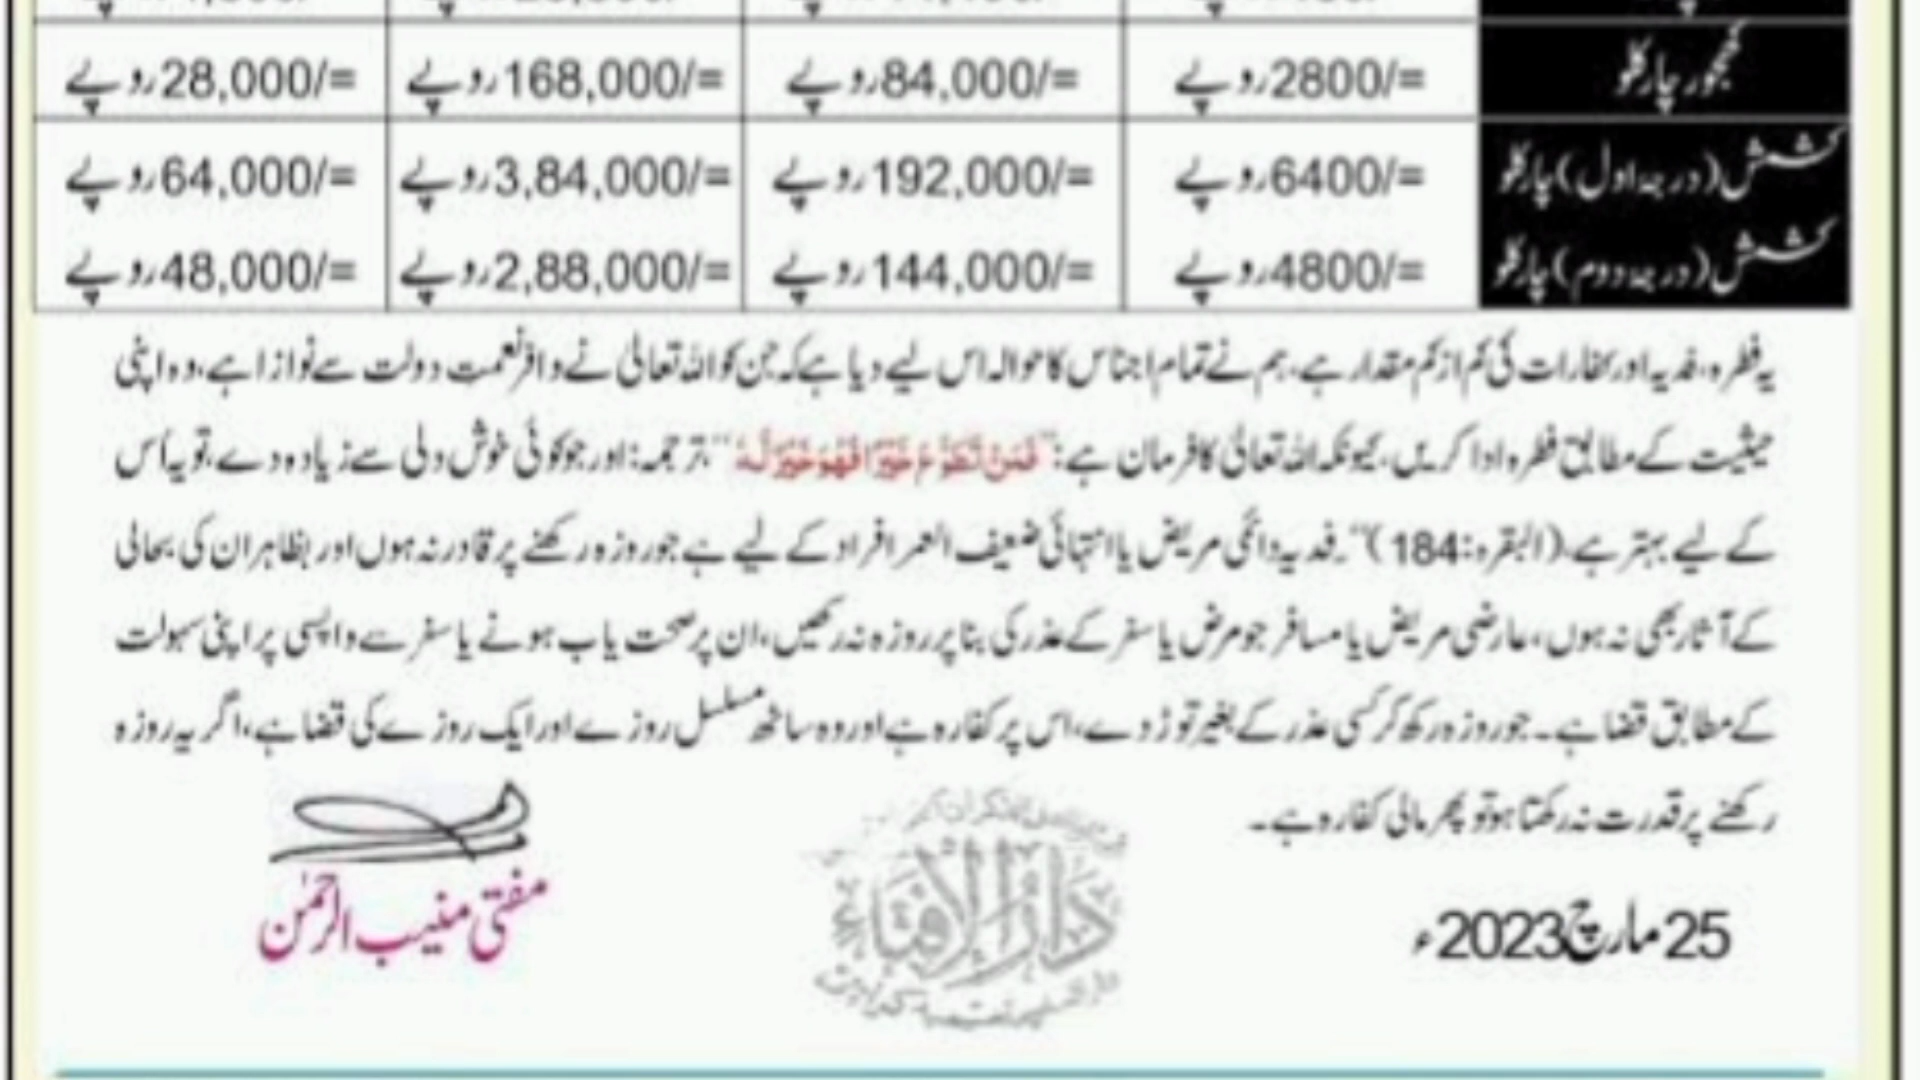 کھجور چار کلو 2800/=روپے 84,000/=روپے 168,000/=روپے 28,000/=روپے
کشمش (درجہ اول) چار کلو 6400/=روپے 192,000/=روپے 3,84,000/=روپے 64,000/=روپے
کشمش (درجہ دوم) چار کلو 4800/=روپے 144,000/=روپے 2,88,000/=روپے 48,000/=روپے
یہ فطرہ، فدیہ اور کفارات کی کم از کم مقدار ہے، ہم نے تمام اجناس کا حوالہ اس لیے دیا ہے کہ جن کو اللہ تعالیٰ نے وافر نعمت دولت سے نوازا ہے، وہ اپنی
حیثیت کے مطابق فطرہ ادا کریں، کیونکہ اللہ تعالیٰ کا فرمان ہے: ''فَمَنْ تَطَوَّعَ خَيْرًا فَهُوَ خَيْرٌ لَّهُ''، ترجمہ: اور جو کوئی خوش دلی سے زیادہ دے، تو یہ اُس
کے لیے بہتر ہے، (البقرہ: 184)''۔ فدیہ دائمی مریض یا انتہائی ضعیف العمر افراد کے لیے ہے جو روزہ رکھنے پر قادر نہ ہوں اور بظاہر ان کی بحالی
کے آثار بھی نہ ہوں، عارضی مریض یا مسافر جو مرض یا سفر کے عذر کی بنا پر روزہ نہ رکھیں، ان پر صحت یاب ہونے یا سفر سے واپسی پر اپنی سہولت
کے مطابق قضا ہے۔ جو روزہ رکھ کر کسی عذر کے بغیر توڑ دے، اس پر کفارہ ہے اور وہ ساٹھ مسلسل روزے اور ایک روزے کی قضا ہے، اگر یہ روزہ
رکھنے پر قدرت نہ رکھتا ہو تو پھر مالی کفارہ ہے۔
دار الافتاء
مفتی منیب الرحمٰن
25 مارچ 2023ء